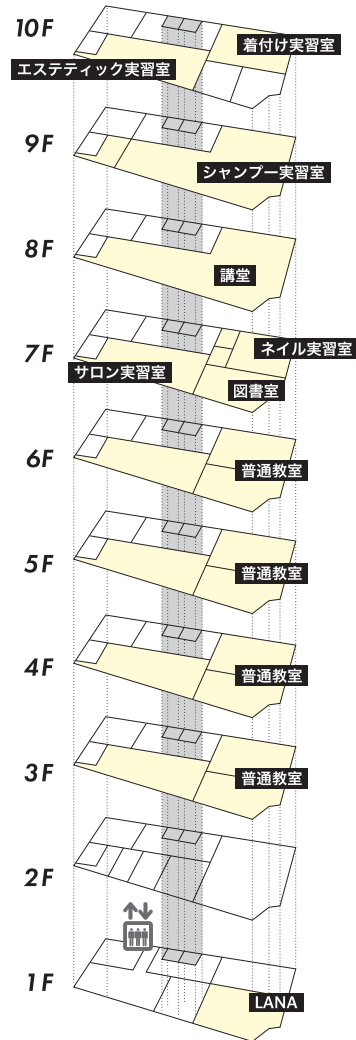 10F
着付け実習室
エステティック実習室
9F
シャンプー実習室
8F
講堂
7F
ネイル実習室
サロン実習室
図書室
6F
普通教室
5F
普通教室
4F
普通教室
3F
普通教室
2F
1F
LANA